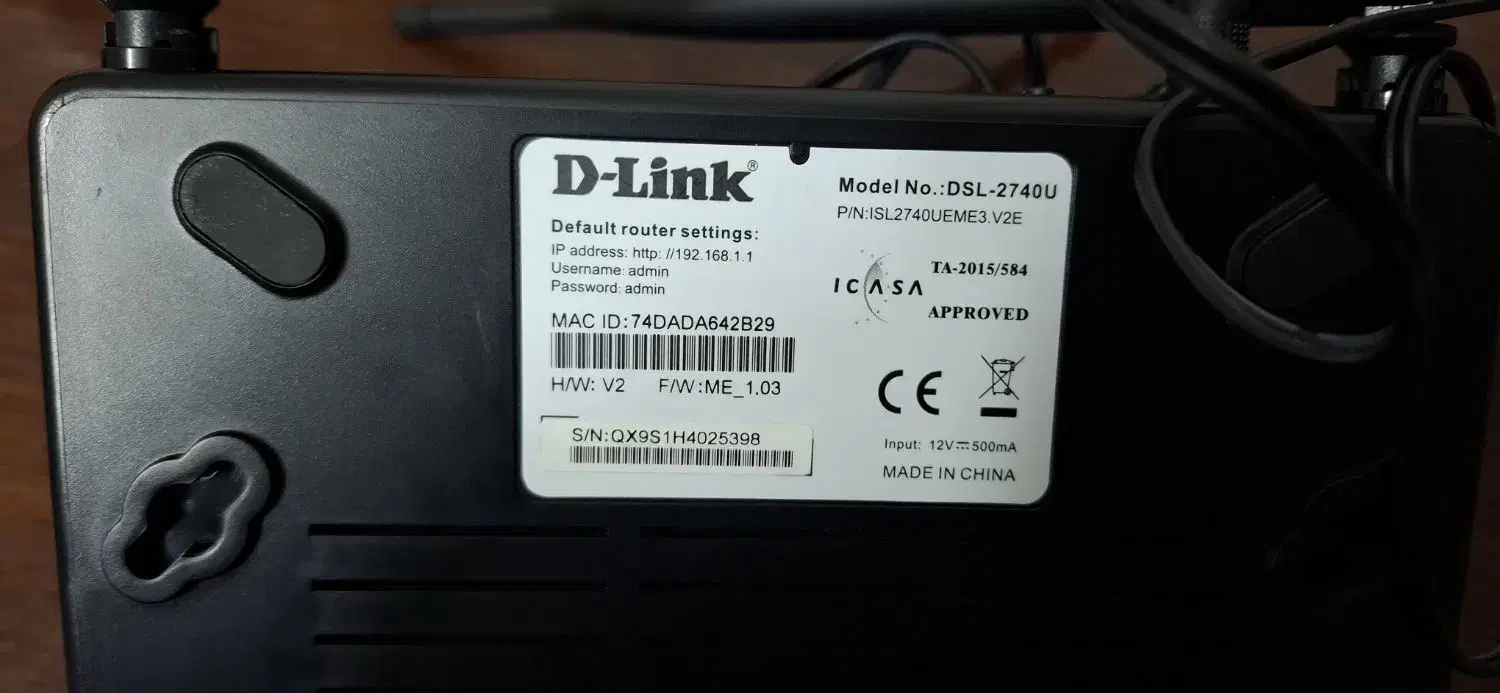 D-Link®
Default router settings:
IP address: http: //192.168.1.1
Username: admin
Password: admin
MAC ID:74DADA642B29
H/W: V2 F/W:ME_1.03
S/N:QX9S1H4025398
Model No.:DSL-2740U
P/N:ISL2740UEME3.V2E
ICASA
TA-2015/584
APPROVED
CE
Input: 12V⎓500mA
MADE IN CHINA